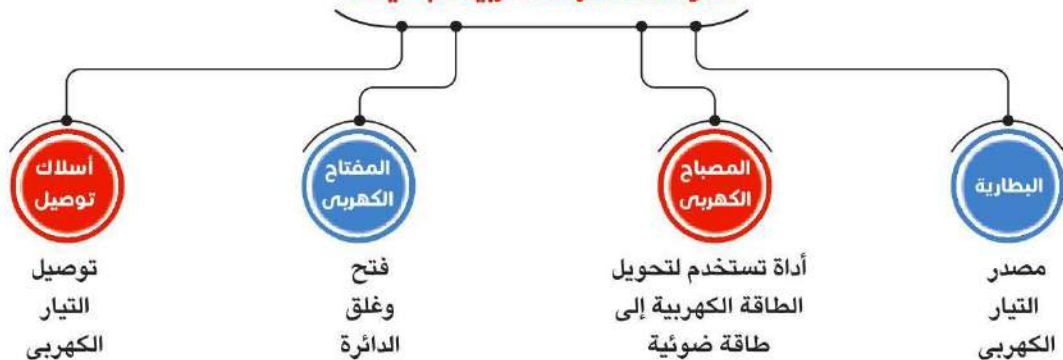 البطارية
مصدر
التيار
الكهربى
المصباح
الكهربى
أداة تستخدم لتحويل
الطاقة الكهربية إلى
طاقة ضوئية
المفتاح
الكهربى
فتح
وغلق
الدائرة
أسلاك
توصيل
توصيل
التيار
الكهربى